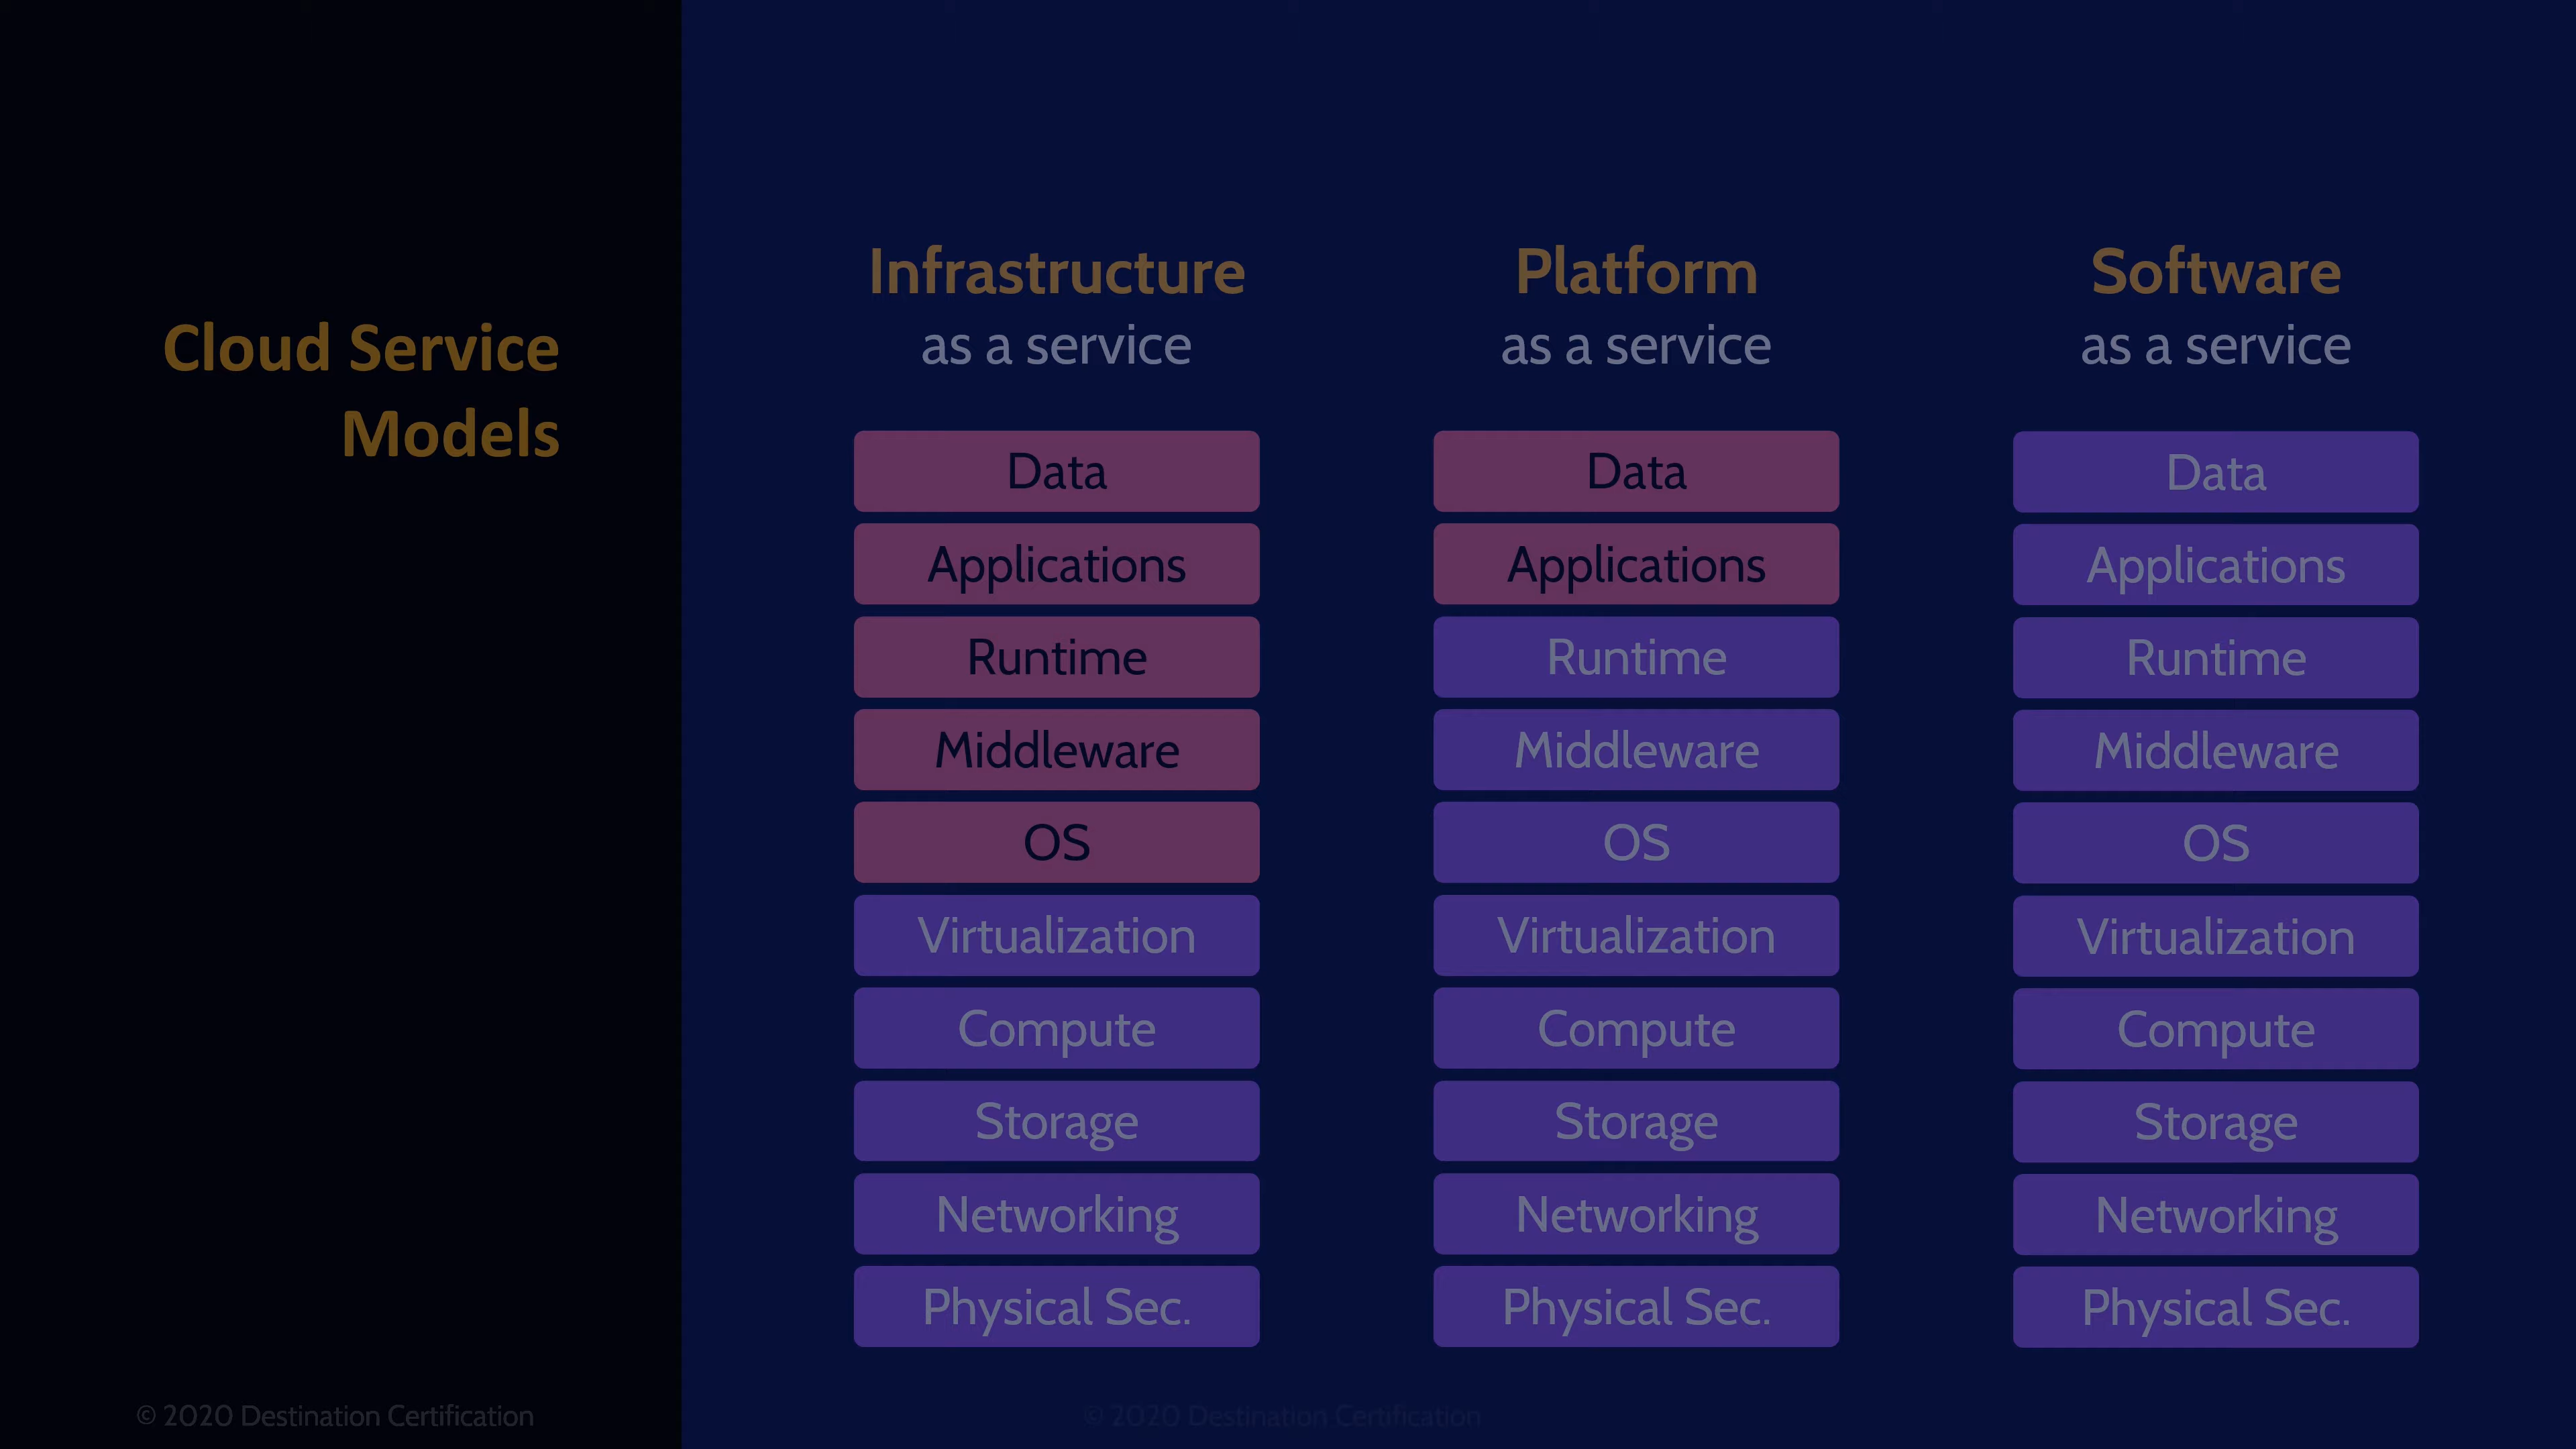 Cloud Service
Models
Infrastructure
as a service
Data
Applications
Runtime
Middleware
OS
Virtualization
Compute
Storage
Networking
Physical Sec.
Platform
as a service
Data
Applications
Runtime
Middleware
OS
Virtualization
Compute
Storage
Networking
Physical Sec.
Software
as a service
Data
Applications
Runtime
Middleware
OS
Virtualization
Compute
Storage
Networking
Physical Sec.
© 2020 Destination Certification
© 2020 Destination Certification